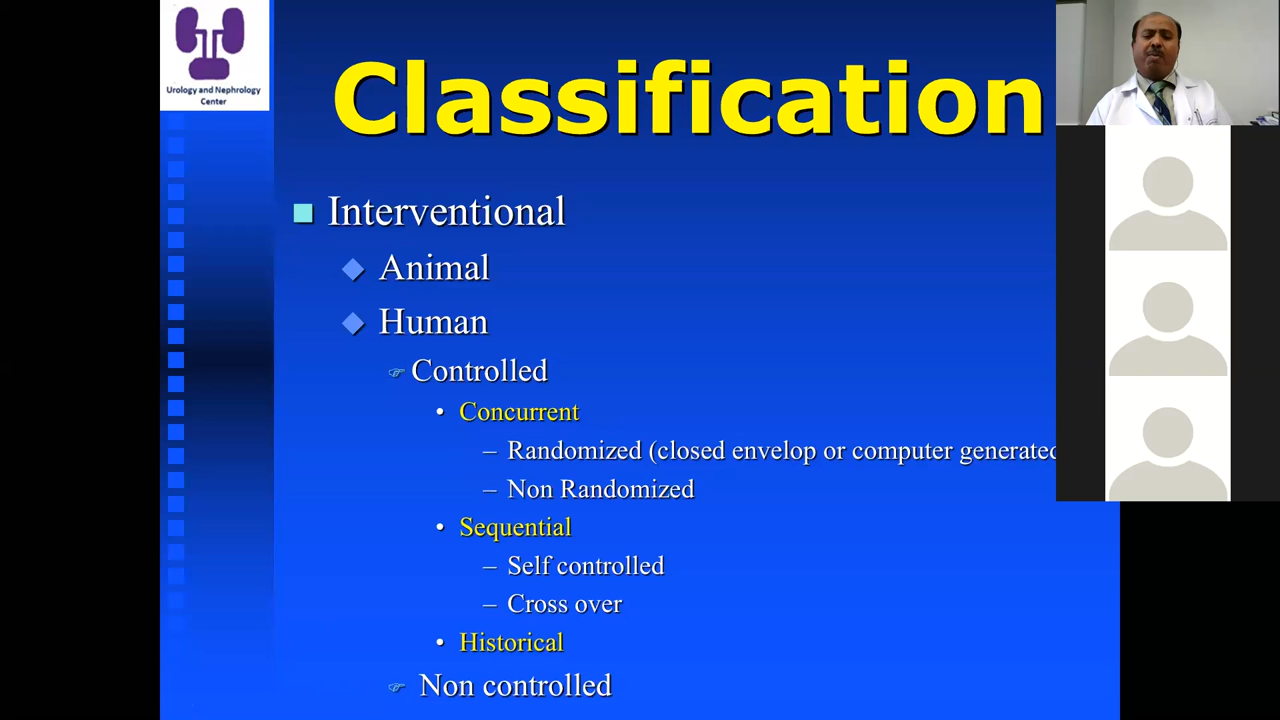 Urology and Nephrology
Center
Classification
Interventional
Animal
Human
Controlled
• Concurrent
– Randomized (closed envelop or computer generated
– Non Randomized
• Sequential
– Self controlled
– Cross over
• Historical
Non controlled